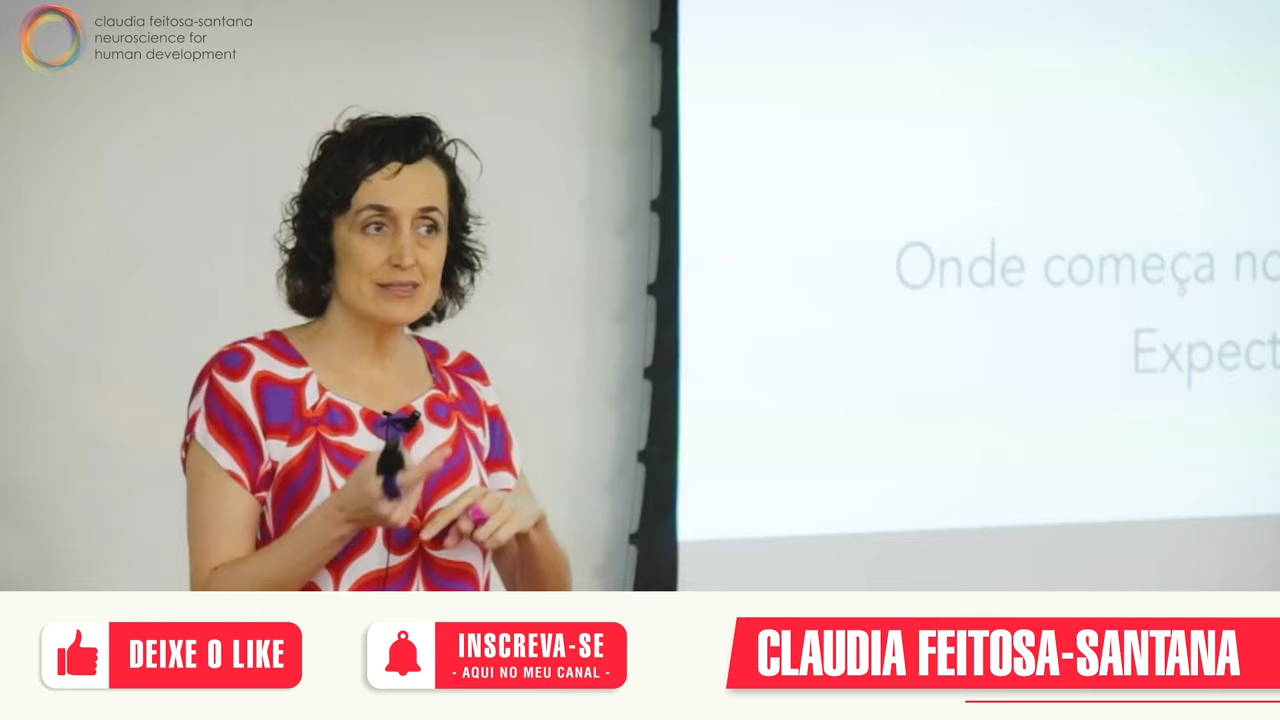 claudia feitosa-santana
neuroscience for
human development
Onde começa no
Expect
DEIXE O LIKE
INSCREVA-SE
- AQUI NO MEU CANAL -
CLAUDIA FEITOSA-SANTANA